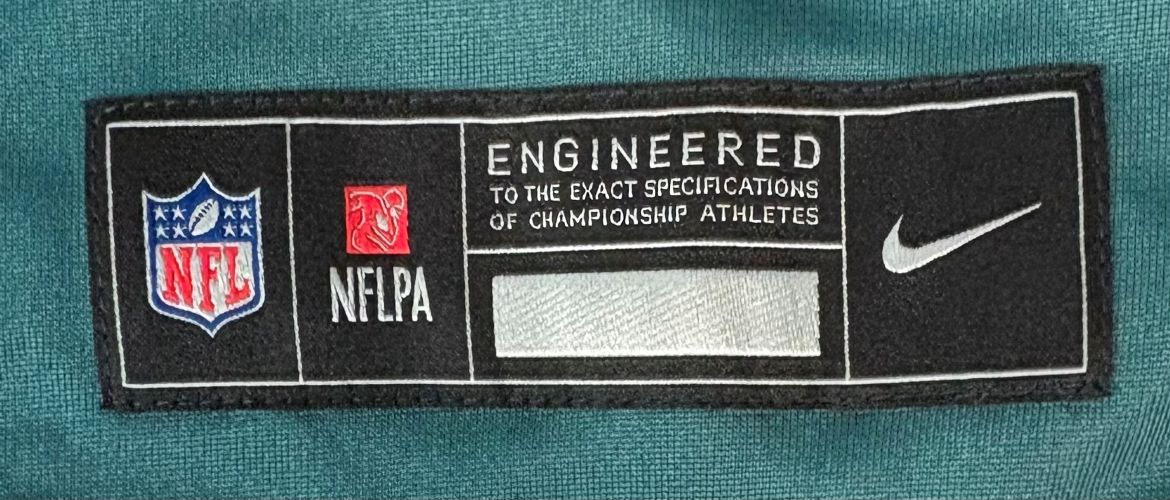 NFL
NFLPA
ENGINEERED
TO THE EXACT SPECIFICATIONS
OF CHAMPIONSHIP ATHLETES